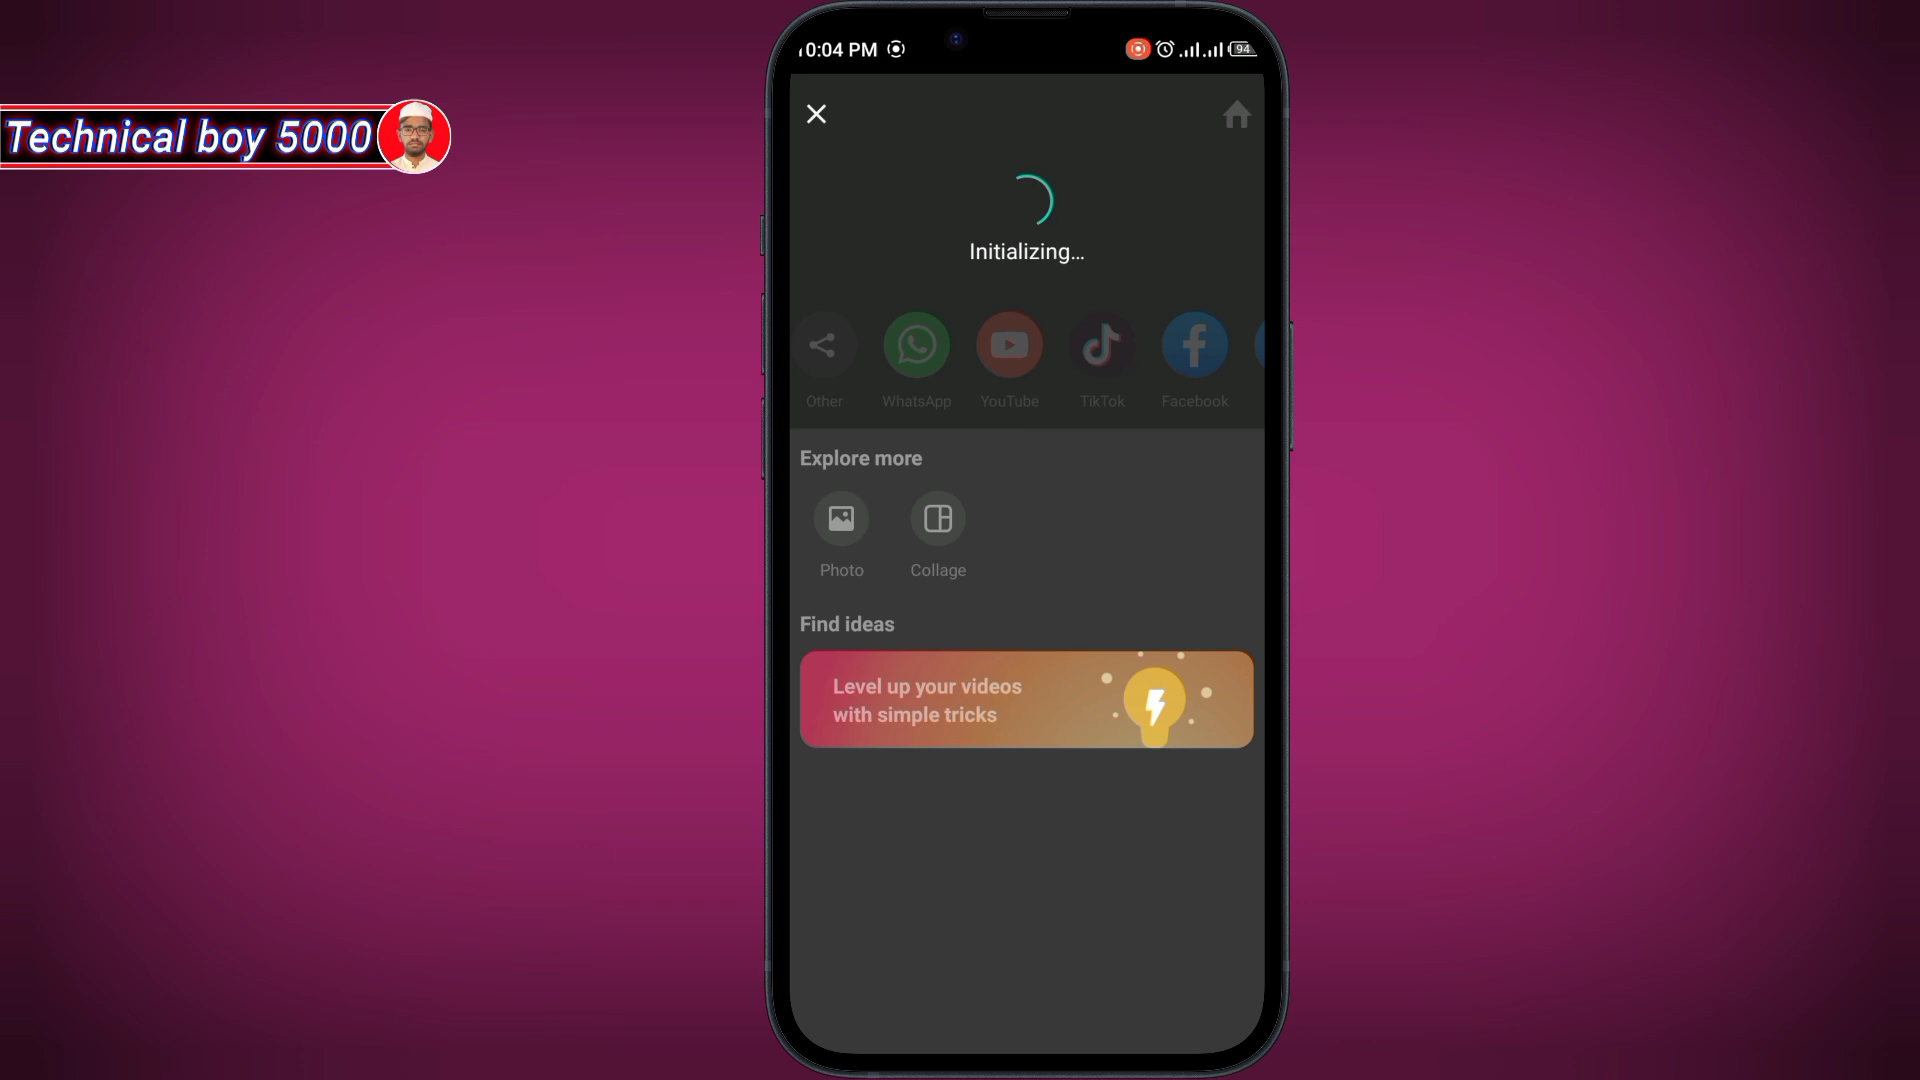 0:04 PM
94
Technical boy 5000
Initializing...
Other
WhatsApp
YouTube
TikTok
Facebook
Explore more
Photo
Collage
Find ideas
Level up your videos
with simple tricks